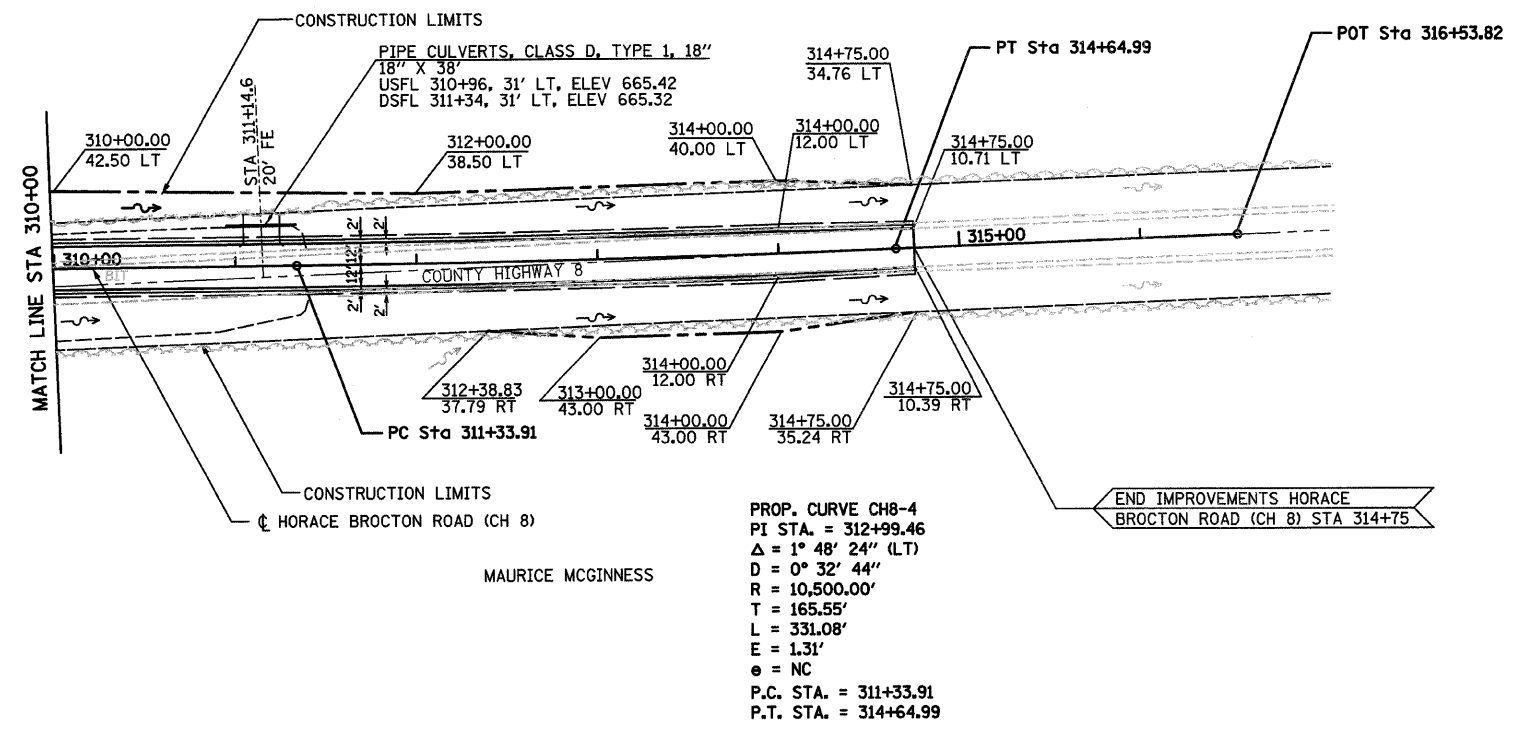 CONSTRUCTION LIMITS
PIPE CULVERTS, CLASS D, TYPE 1, 18"
18" X 38'
USFL 310+96, 31' LT, ELEV 665.42
DSFL 311+34, 31' LT, ELEV 665.32
314+75.00
34.76 LT
PT Sta 314+64.99
POT Sta 316+53.82
MATCH LINE STA 310+00
310+00.00
42.50 LT
STA 311+14.6
20' FE
312+00.00
38.50 LT
314+00.00
40.00 LT
314+00.00
12.00 LT
314+75.00
10.71 LT
2'
2'
12'
12'
2'
2'
310+00
BIT
COUNTY HIGHWAY 8
315+00
312+38.83
37.79 RT
313+00.00
43.00 RT
314+00.00
12.00 RT
314+00.00
43.00 RT
314+75.00
35.24 RT
314+75.00
10.39 RT
PC Sta 311+33.91
CONSTRUCTION LIMITS
℄ HORACE BROCTON ROAD (CH 8)
END IMPROVEMENTS HORACE
BROCTON ROAD (CH 8) STA 314+75
MAURICE MCGINNESS
PROP. CURVE CH8-4
PI STA. = 312+99.46
Δ = 1° 48' 24" (LT)
D = 0° 32' 44"
R = 10,500.00'
T = 165.55'
L = 331.08'
E = 1.31'
e = NC
P.C. STA. = 311+33.91
P.T. STA. = 314+64.99